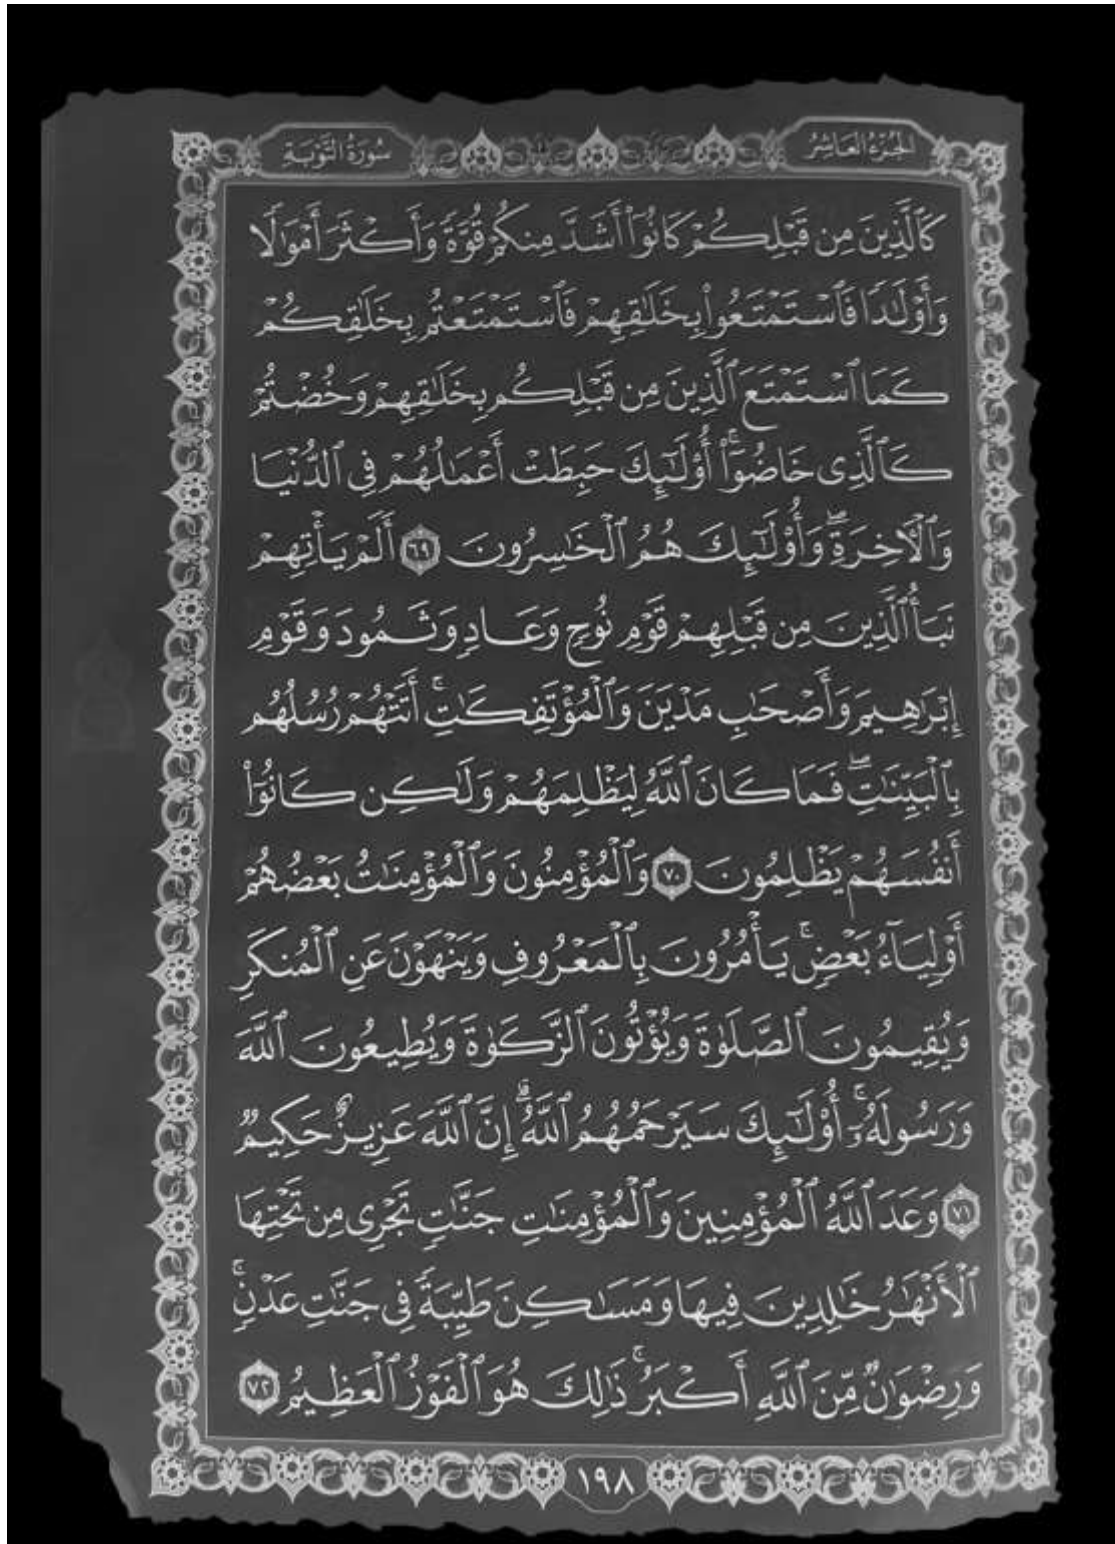 الجزء العاشر
سورة التوبة
كَٱلَّذِينَ مِن قَبْلِكُمْ كَانُوٓا۟ أَشَدَّ مِنكُمْ قُوَّةً وَأَكْثَرَ أَمْوَٰلًا
وَأَوْلَـٰدًا فَٱسْتَمْتَعُوا۟ بِخَلَـٰقِهِمْ فَٱسْتَمْتَعْتُم بِخَلَـٰقِكُمْ
كَمَا ٱسْتَمْتَعَ ٱلَّذِينَ مِن قَبْلِكُم بِخَلَـٰقِهِمْ وَخُضْتُمْ
كَٱلَّذِى خَاضُوٓا۟ ۚ أُو۟لَـٰٓئِكَ حَبِطَتْ أَعْمَـٰلُهُمْ فِى ٱلدُّنْيَا
وَٱلْـَٔاخِرَةِ ۖ وَأُو۟لَـٰٓئِكَ هُمُ ٱلْخَـٰسِرُونَ ٦٩ أَلَمْ يَأْتِهِمْ
نَبَأُ ٱلَّذِينَ مِن قَبْلِهِمْ قَوْمِ نُوحٍ وَعَادٍ وَثَمُودَ وَقَوْمِ
إِبْرَٰهِيمَ وَأَصْحَـٰبِ مَدْيَنَ وَٱلْمُؤْتَفِكَـٰتِ ۚ أَتَتْهُمْ رُسُلُهُم
بِٱلْبَيِّنَـٰتِ ۖ فَمَا كَانَ ٱللَّهُ لِيَظْلِمَهُمْ وَلَـٰكِن كَانُوٓا۟
أَنفُسَهُمْ يَظْلِمُونَ ٧٠ وَٱلْمُؤْمِنُونَ وَٱلْمُؤْمِنَـٰتُ بَعْضُهُمْ
أَوْلِيَآءُ بَعْضٍ ۚ يَأْمُرُونَ بِٱلْمَعْرُوفِ وَيَنْهَوْنَ عَنِ ٱلْمُنكَرِ
وَيُقِيمُونَ ٱلصَّلَوٰةَ وَيُؤْتُونَ ٱلزَّكَوٰةَ وَيُطِيعُونَ ٱللَّهَ
وَرَسُولَهُۥٓ ۚ أُو۟لَـٰٓئِكَ سَيَرْحَمُهُمُ ٱللَّهُ ۗ إِنَّ ٱللَّهَ عَزِيزٌ حَكِيمٌ
٧١ وَعَدَ ٱللَّهُ ٱلْمُؤْمِنِينَ وَٱلْمُؤْمِنَـٰتِ جَنَّـٰتٍ تَجْرِى مِن تَحْتِهَا
ٱلْأَنْهَـٰرُ خَـٰلِدِينَ فِيهَا وَمَسَـٰكِنَ طَيِّبَةً فِى جَنَّـٰتِ عَدْنٍ ۚ
وَرِضْوَٰنٌ مِّنَ ٱللَّهِ أَكْبَرُ ۚ ذَٰلِكَ هُوَ ٱلْفَوْزُ ٱلْعَظِيمُ ٧٢
١٩٨